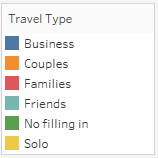 Travel Type
Business
Couples
Families
Friends
No filling in
Solo